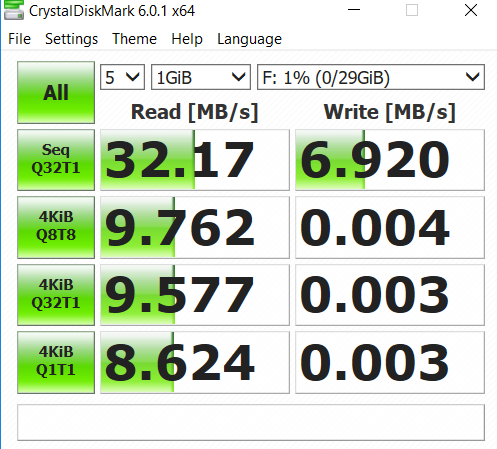 CrystalDiskMark 6.0.1 x64
File Settings Theme Help Language
All
5 1GiB F: 1% (0/29GiB)
Read [MB/s] Write [MB/s]
Seq
Q32T1
32.17 6.920
4KiB
Q8T8
9.762 0.004
4KiB
Q32T1
9.577 0.003
4KiB
Q1T1
8.624 0.003